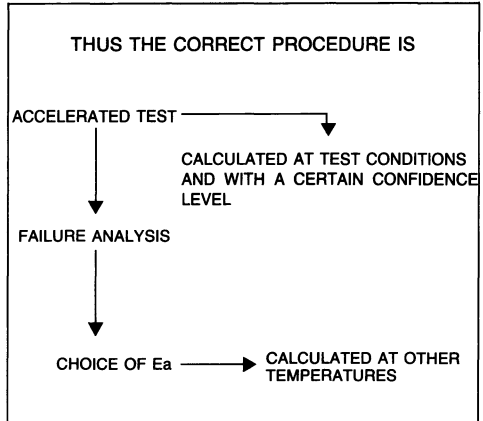 THUS THE CORRECT PROCEDURE IS
ACCELERATED TEST
CALCULATED AT TEST CONDITIONS
AND WITH A CERTAIN CONFIDENCE
LEVEL
FAILURE ANALYSIS
CHOICE OF Ea
CALCULATED AT OTHER
TEMPERATURES